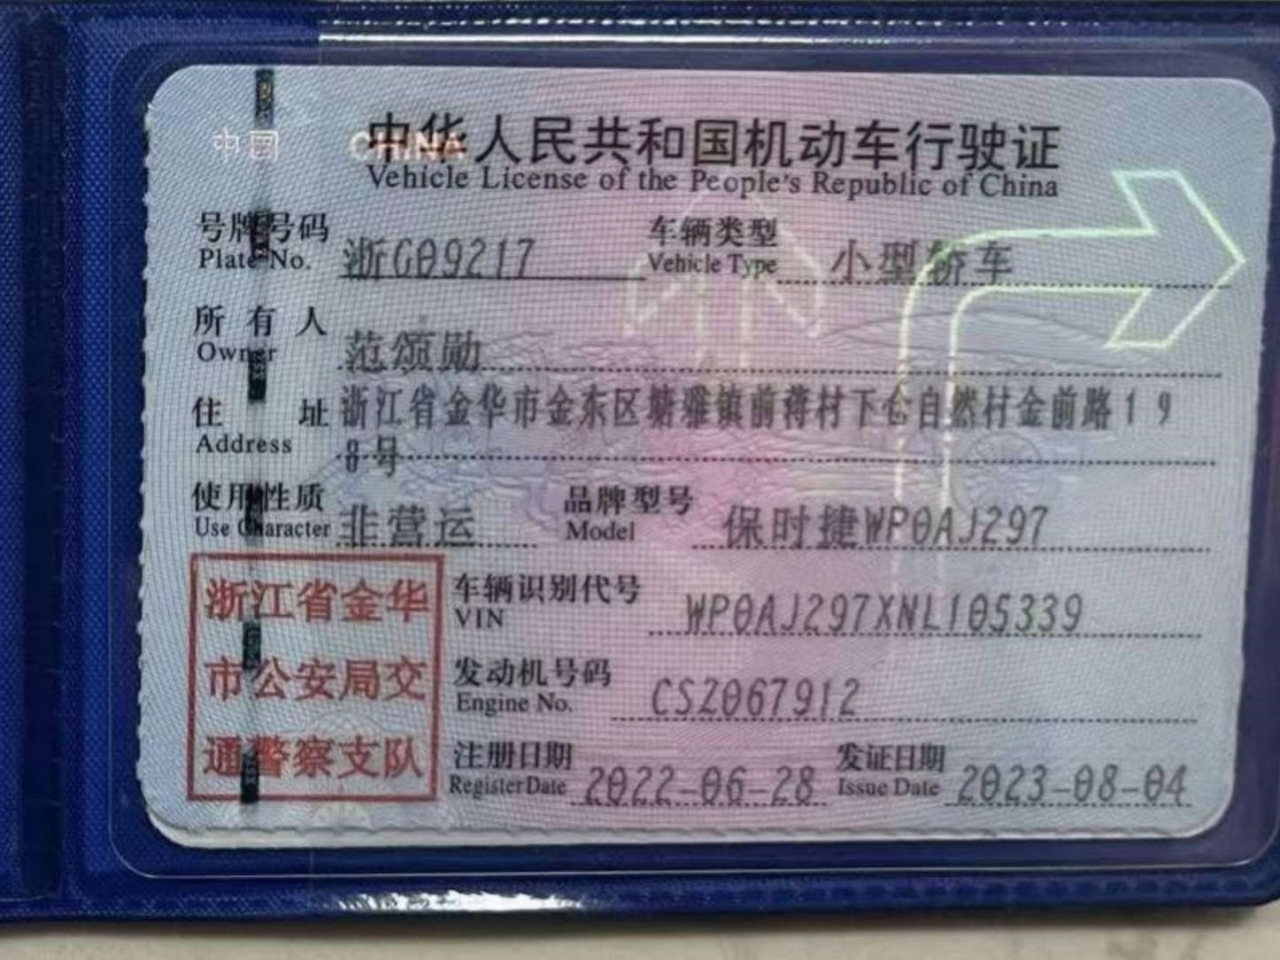 中国 CHINA
中华人民共和国机动车行驶证
Vehicle License of the People's Republic of China
号牌号码 浙G09217 车辆类型 小型轿车
Plate No. Vehicle Type
所有人 范颂勋
Owner
住址 浙江省金华市金东区塘雅镇前蒋村下仓自然村金前路19
Address 8号
使用性质 非营运 品牌型号 保时捷WP0AJ297
Use Character Model
车辆识别代号 WP0AJ297XNL105339
VIN
发动机号码 CSZ067912
Engine No.
注册日期 2022-06-28 发证日期 2023-08-04
Register Date Issue Date
浙江省金华
市公安局交
通警察支队